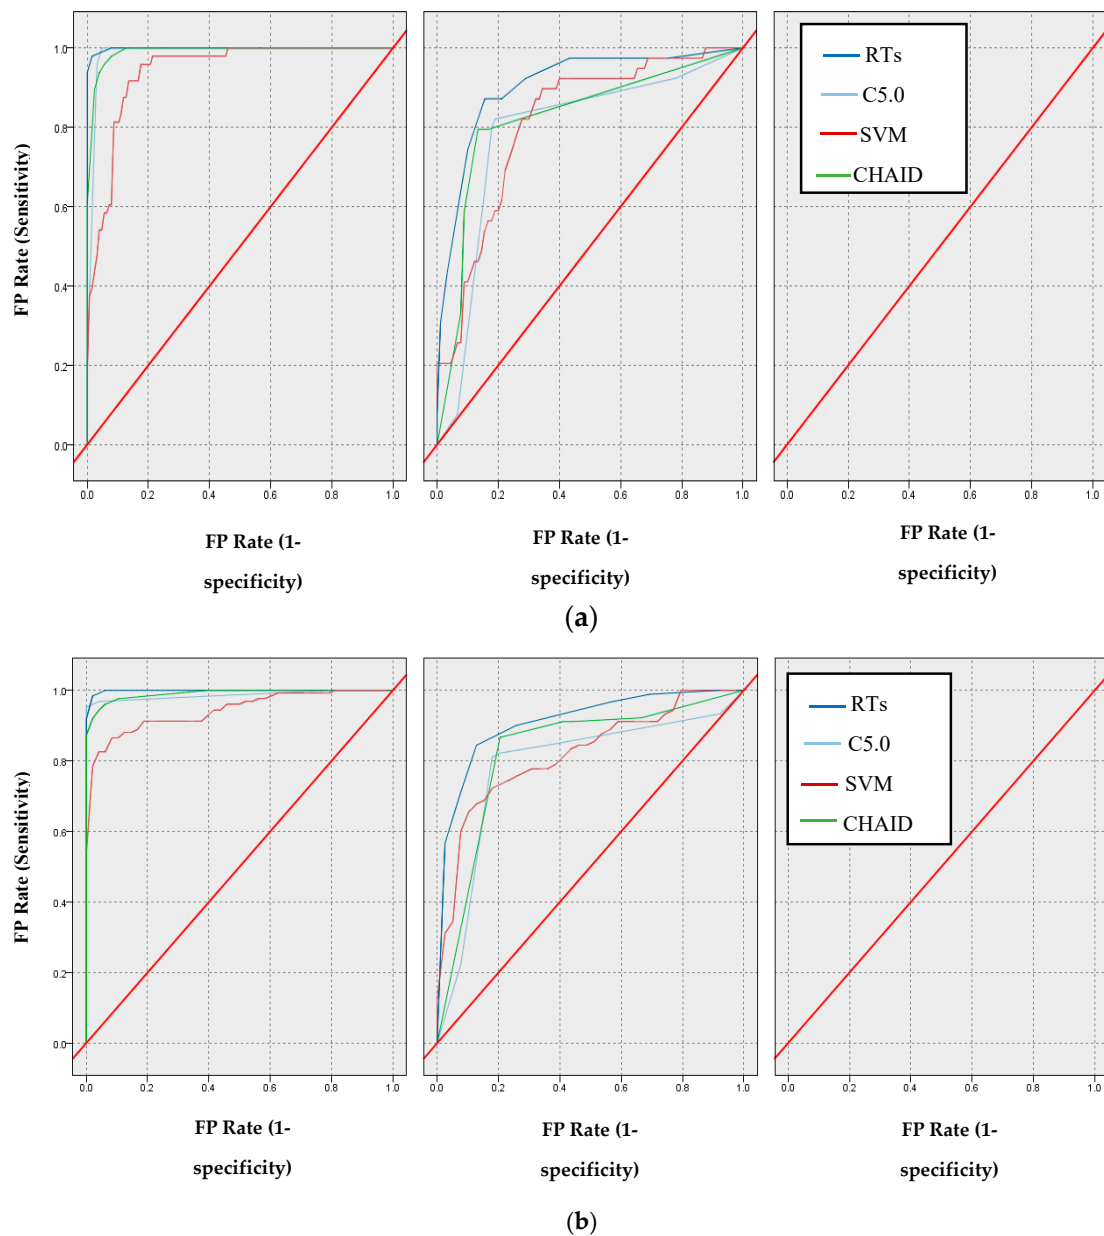 1.0
0.8
0.6
0.4
0.2
0.0
FP Rate (Sensitivity)
0.0 0.2 0.4 0.6 0.8 1.0
0.0 0.2 0.4 0.6 0.8 1.0
0.0 0.2 0.4 0.6 0.8 1.0
RTs
C5.0
SVM
CHAID
FP Rate (1-
specificity)
FP Rate (1-
specificity)
FP Rate (1-
specificity)
(a)
1.0
0.8
0.6
0.4
0.2
0.0
FP Rate (Sensitivity)
0.0 0.2 0.4 0.6 0.8 1.0
0.0 0.2 0.4 0.6 0.8 1.0
0.0 0.2 0.4 0.6 0.8 1.0
RTs
C5.0
SVM
CHAID
FP Rate (1-
specificity)
FP Rate (1-
specificity)
FP Rate (1-
specificity)
(b)